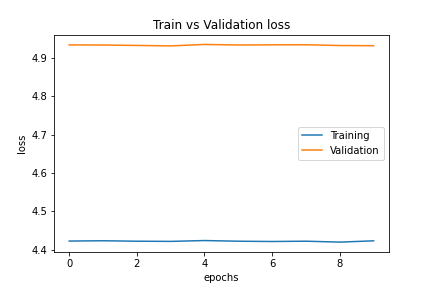 Train vs Validation loss
4.9
4.8
4.7
4.6
4.5
4.4
loss
Training
Validation
0 2 4 6 8
epochs